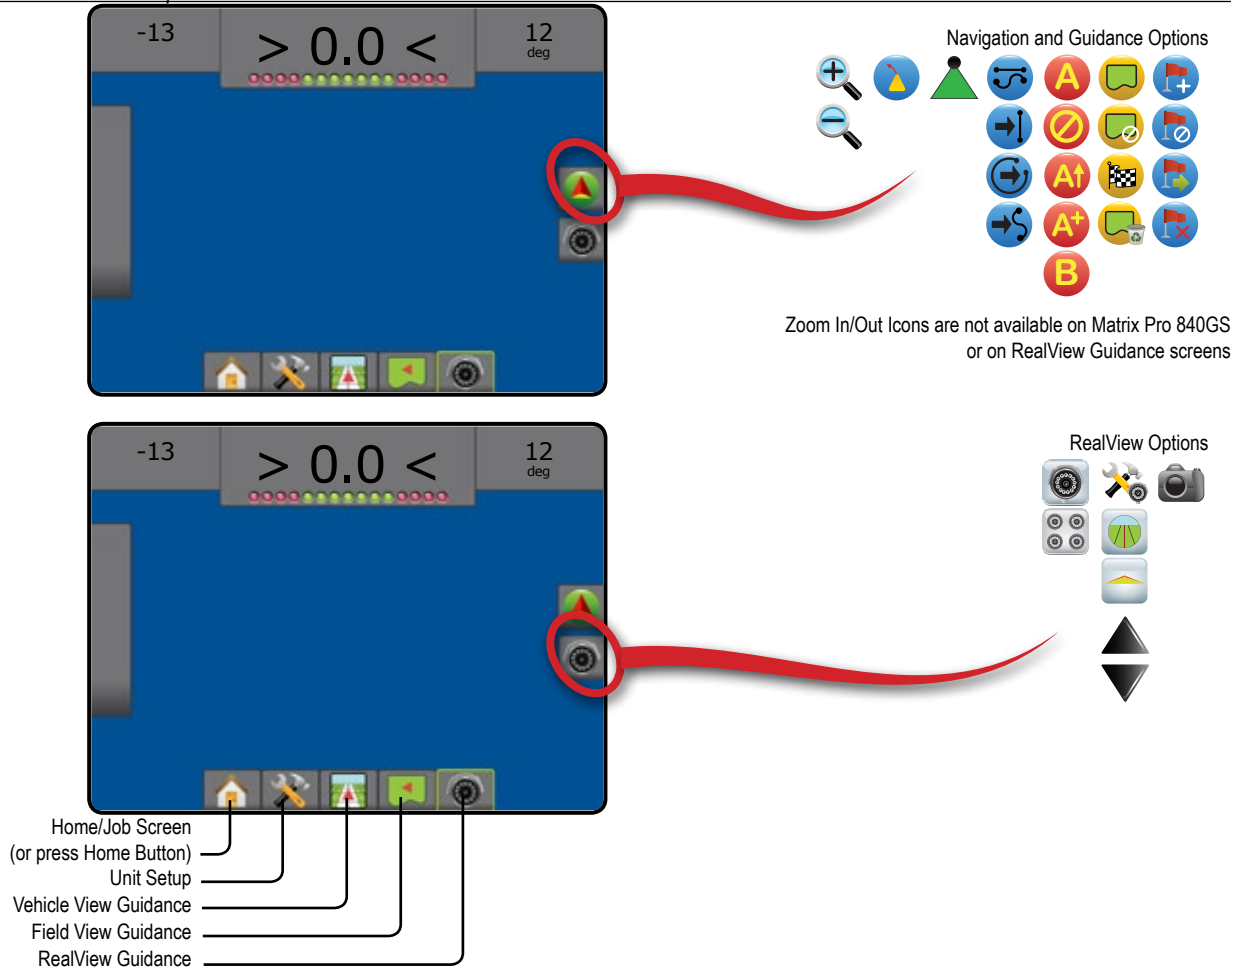 -13
> 0.0 <
12
deg
Navigation and Guidance Options
A
A
A+
B
Zoom In/Out Icons are not available on Matrix Pro 840GS
or on RealView Guidance screens
-13
> 0.0 <
12
deg
RealView Options
Home/Job Screen
(or press Home Button)
Unit Setup
Vehicle View Guidance
Field View Guidance
RealView Guidance